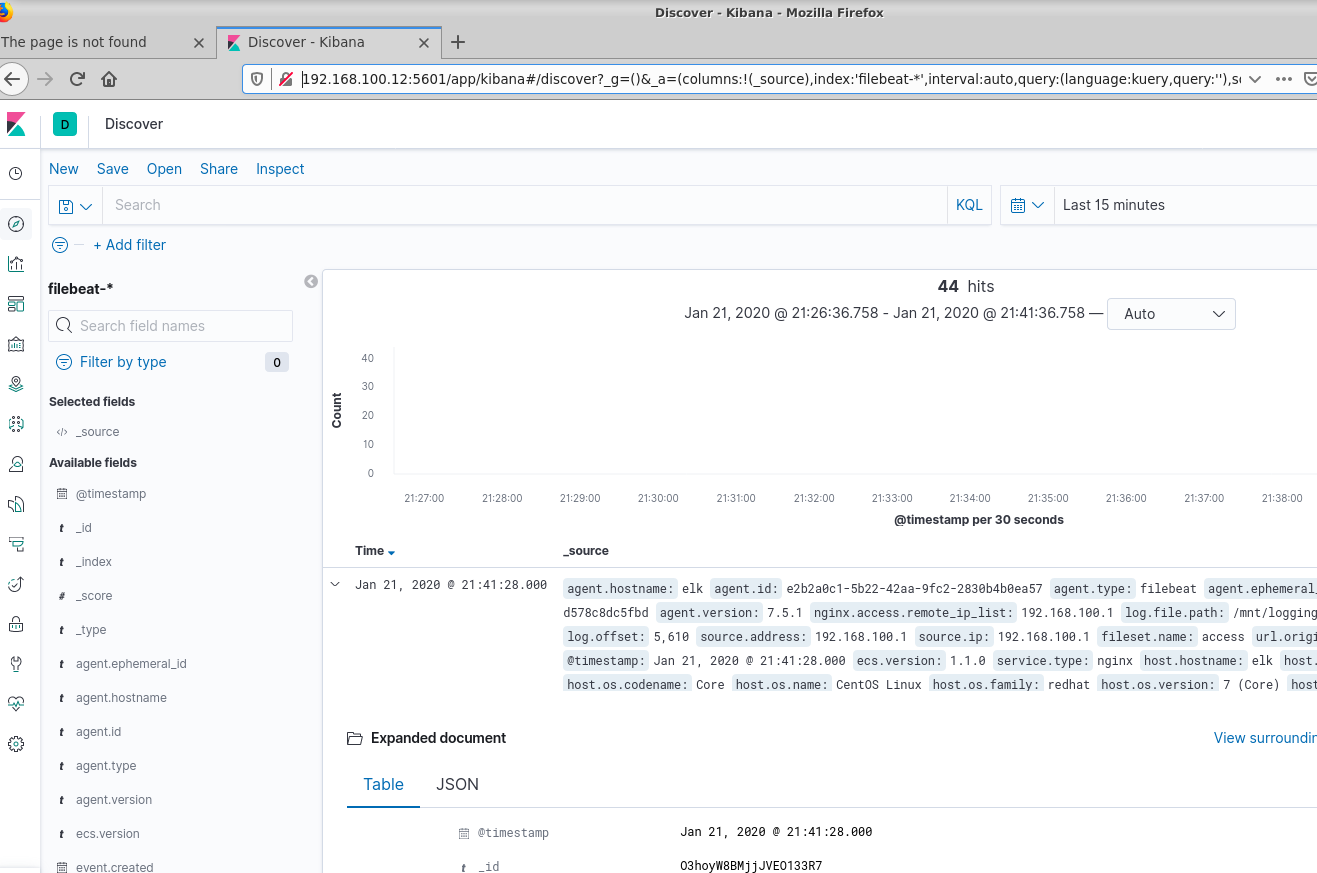 Discover - Kibana - Mozilla Firefox
The page is not found
Discover - Kibana
192.168.100.12:5601/app/kibana#/discover?_g=()&_a=(columns:!(_source),index:'filebeat-*',interval:auto,query:(language:kuery,query:''),sc
D
Discover
New Save Open Share Inspect
Search
KQL
Last 15 minutes
+ Add filter
filebeat-*
Search field names
Filter by type
0
Selected fields
_source
Available fields
@timestamp
t _id
t _index
# _score
t _type
t agent.ephemeral_id
t agent.hostname
t agent.id
t agent.type
t agent.version
t ecs.version
event.created
44 hits
Jan 21, 2020 @ 21:26:36.758 - Jan 21, 2020 @ 21:41:36.758 —
Auto
Count
40
30
20
10
0
21:27:00 21:28:00 21:29:00 21:30:00 21:31:00 21:32:00 21:33:00 21:34:00 21:35:00 21:36:00 21:37:00 21:38:00
@timestamp per 30 seconds
Time _source
Jan 21, 2020 @ 21:41:28.000
agent.hostname: elk agent.id: e2b2a0c1-5b22-42aa-9fc2-2830b4b0ea57 agent.type: filebeat agent.ephemeral_
d578c8dc5fbd agent.version: 7.5.1 nginx.access.remote_ip_list: 192.168.100.1 log.file.path: /mnt/logging
log.offset: 5,610 source.address: 192.168.100.1 source.ip: 192.168.100.1 fileset.name: access url.origi
@timestamp: Jan 21, 2020 @ 21:41:28.000 ecs.version: 1.1.0 service.type: nginx host.hostname: elk host.
host.os.codename: Core host.os.name: CentOS Linux host.os.family: redhat host.os.version: 7 (Core) host
Expanded document
View surroundin
Table JSON
@timestamp Jan 21, 2020 @ 21:41:28.000
t _id O3hoyW8BMjjJVEO133R7